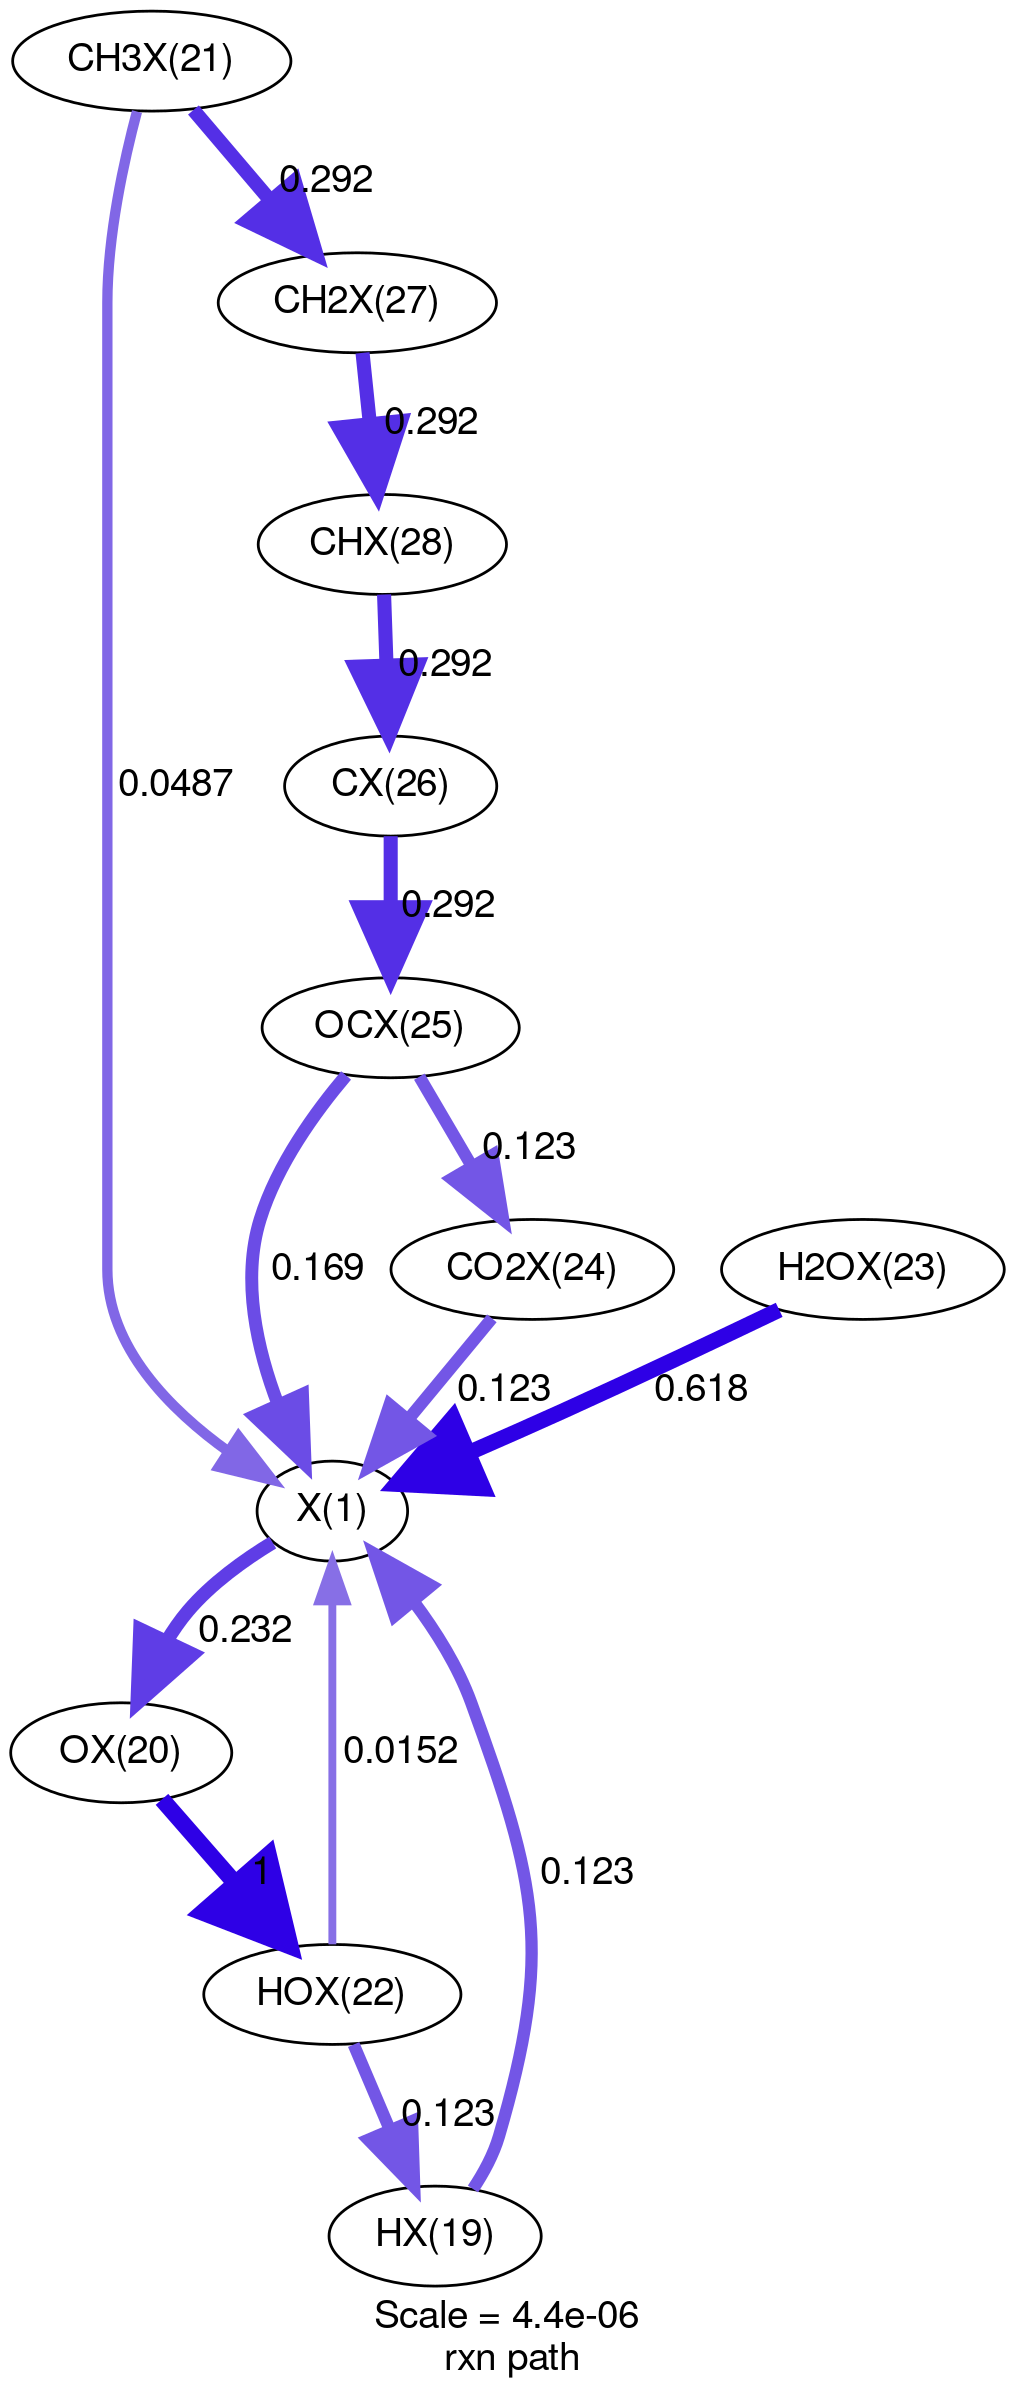 CH3X(21)
0.292
CH2X(27)
0.292
CHX(28)
0.292
0.0487
CX(26)
0.292
OCX(25)
0.123
0.169
CO2X(24)
H2OX(23)
0.123
0.618
X(1)
0.232
0.0152
OX(20)
1
0.123
HOX(22)
0.123
HX(19)
Scale = 4.4e-06
rxn path